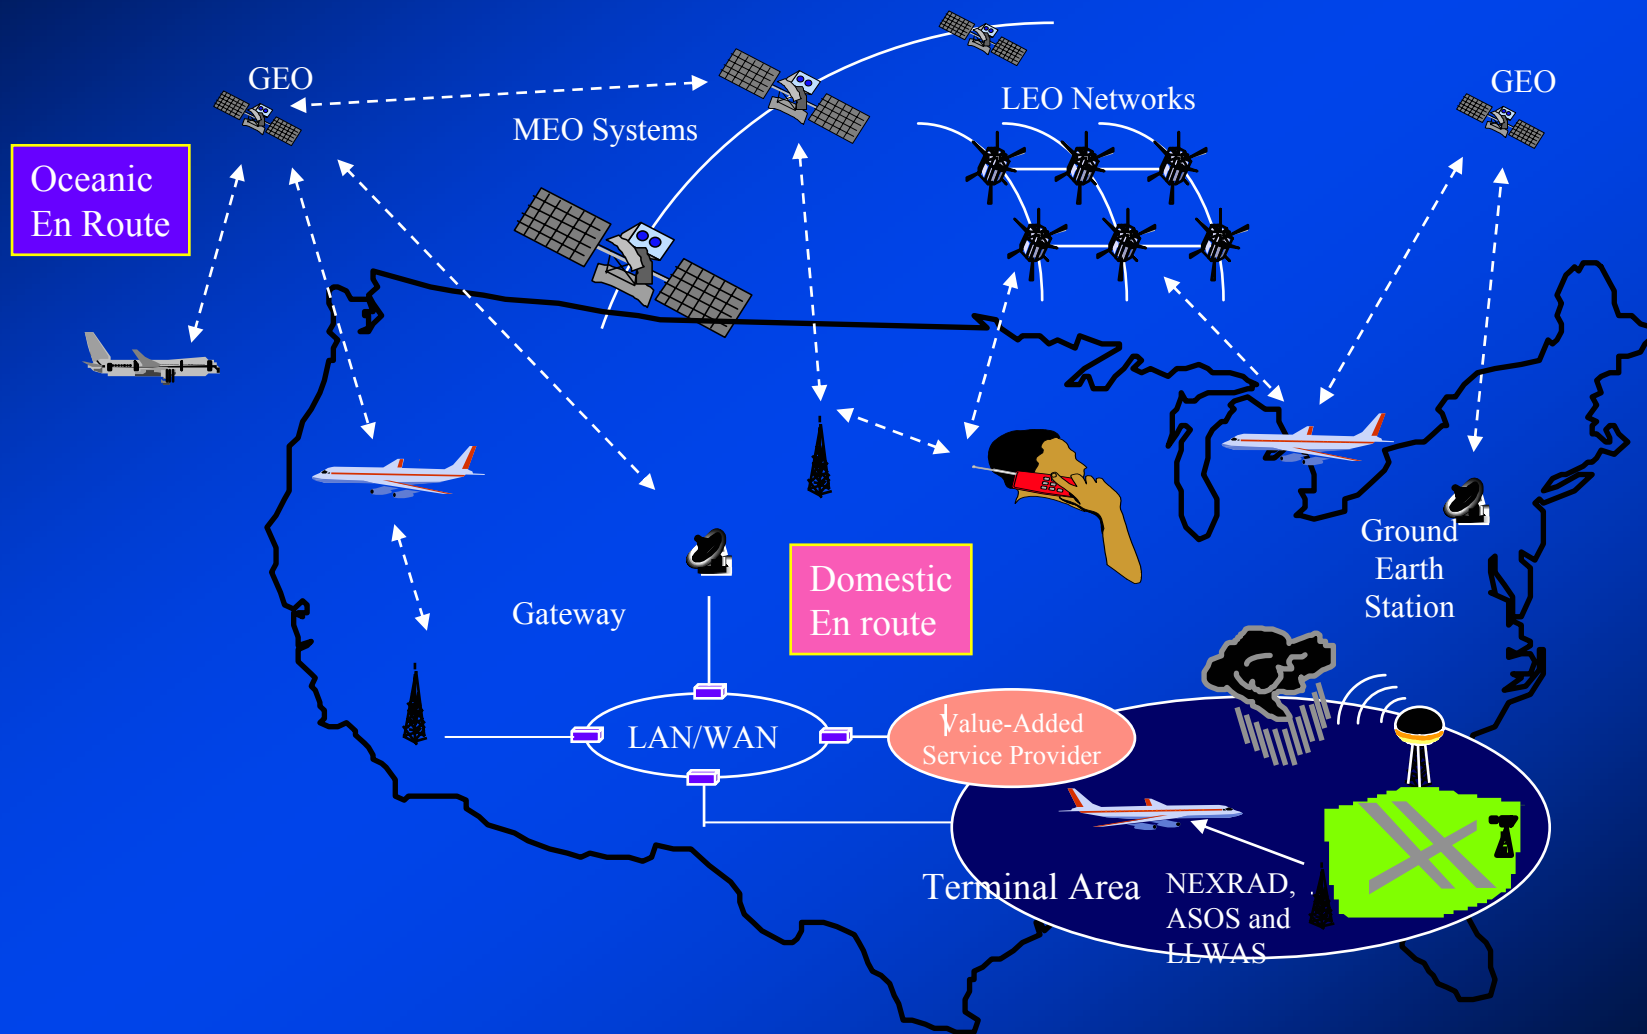 GEO
GEO
MEO Systems
LEO Networks
Oceanic
En Route
Ground
Earth
Station
Domestic
En route
Gateway
LAN/WAN
Value-Added
Service Provider
Terminal Area
NEXRAD,
ASOS and
LLWAS